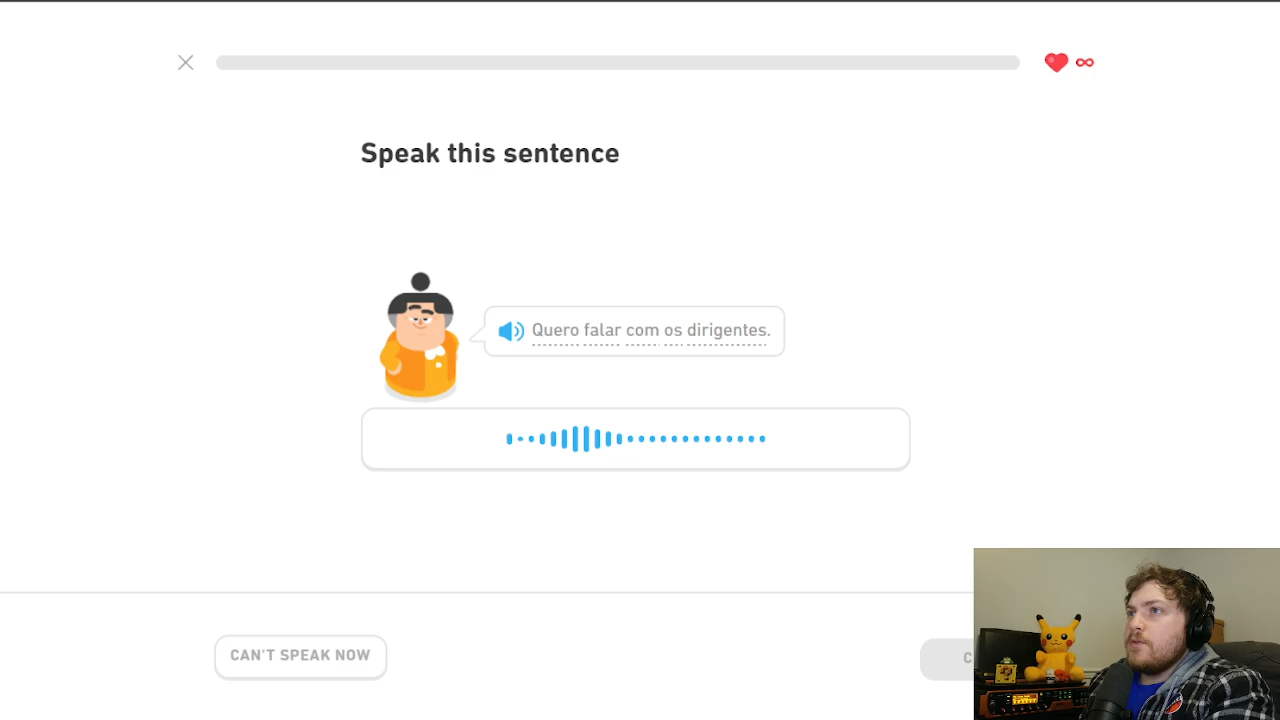 Speak this sentence
Quero falar com os dirigentes.
CAN'T SPEAK NOW
C